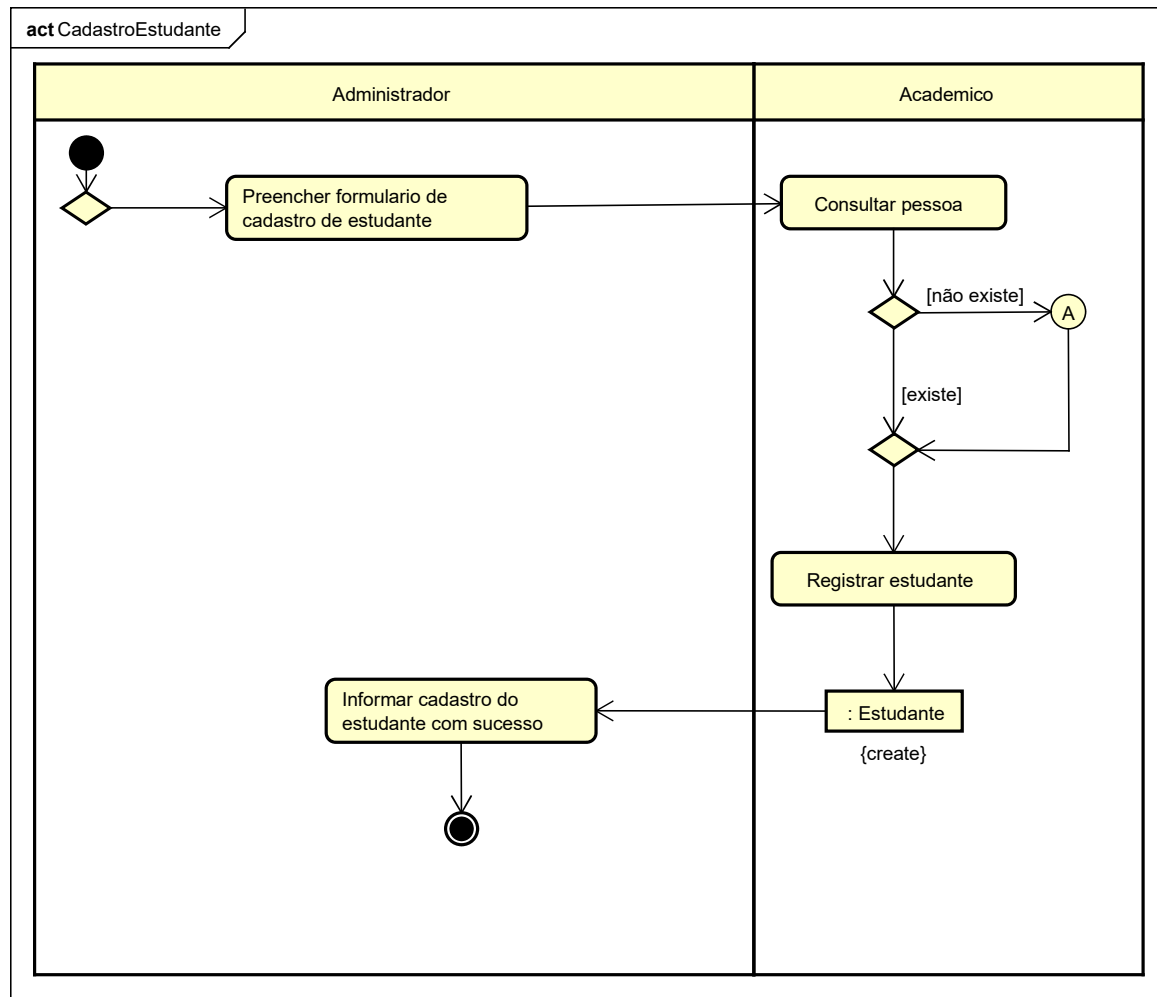 act CadastroEstudante
Administrador
Academico
Preencher formulario de
cadastro de estudante
Consultar pessoa
[não existe]
A
[existe]
Registrar estudante
Informar cadastro do
estudante com sucesso
: Estudante
{create}